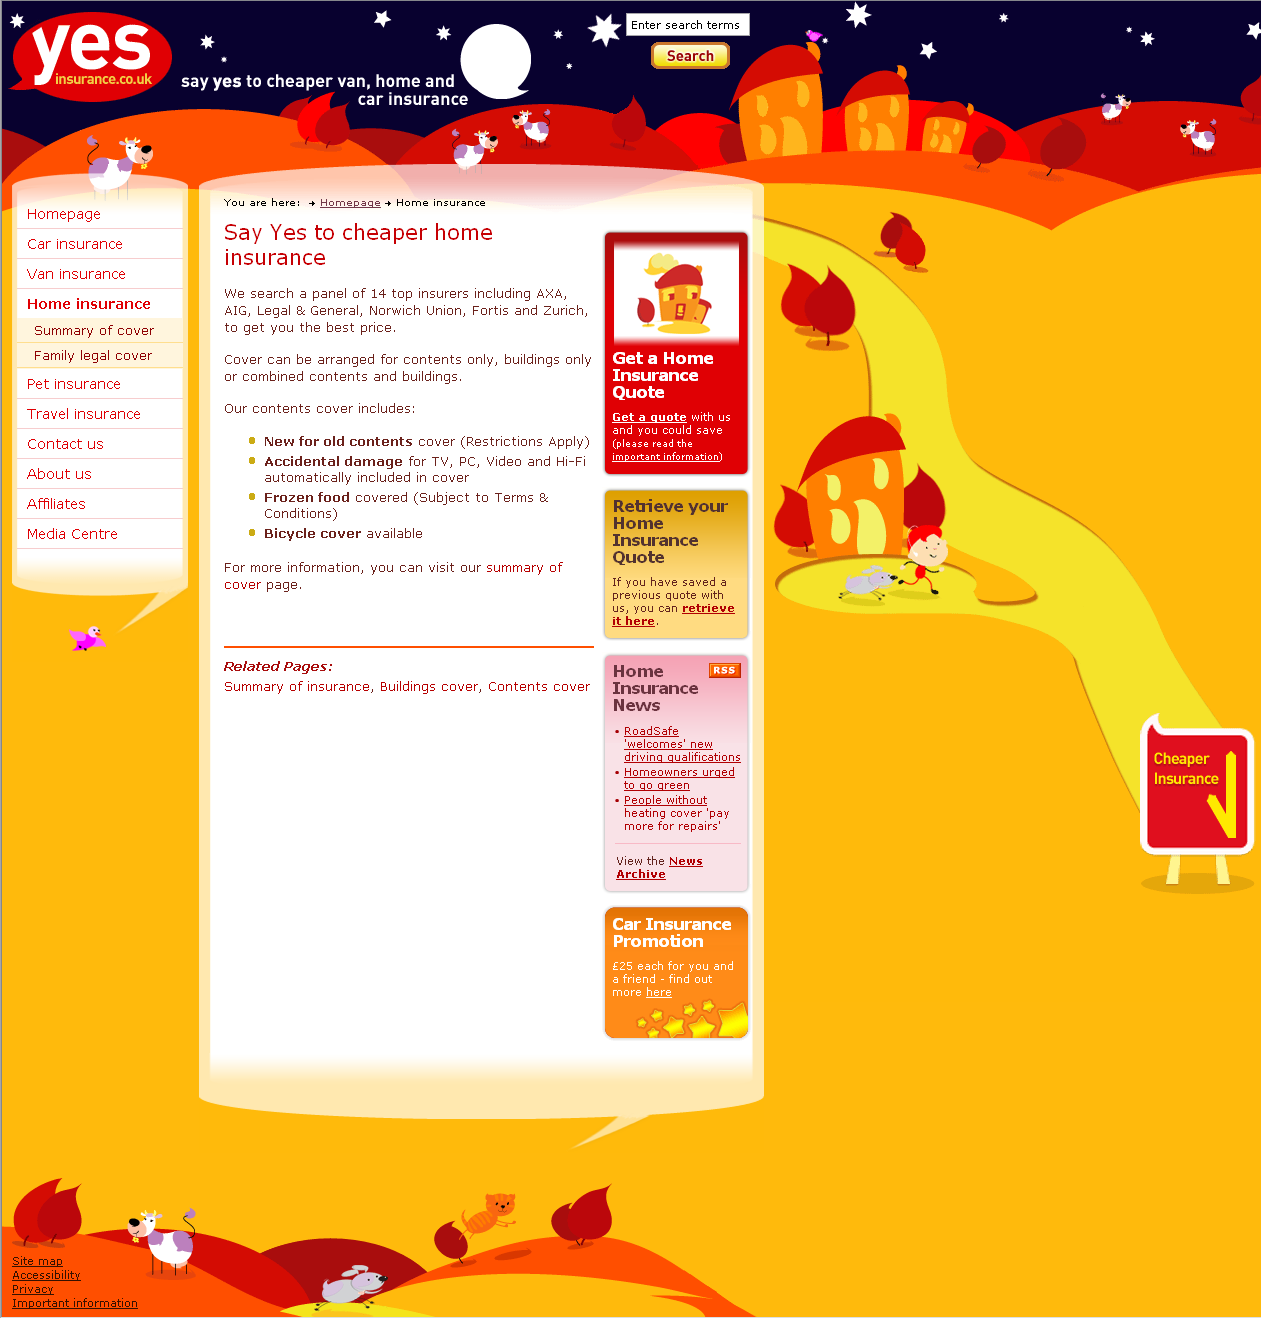 yes
insurance.co.uk
say yes to cheaper van, home and
car insurance
Enter search terms
Search
Homepage
Car insurance
Van insurance
Home insurance
Summary of cover
Family legal cover
Pet insurance
Travel insurance
Contact us
About us
Affiliates
Media Centre
You are here: Homepage Home insurance
Say Yes to cheaper home
insurance
We search a panel of 14 top insurers including AXA,
AIG, Legal & General, Norwich Union, Fortis and Zurich,
to get you the best price.
Cover can be arranged for contents only, buildings only
or combined contents and buildings.
Our contents cover includes:
New for old contents cover (Restrictions Apply)
Accidental damage for TV, PC, Video and Hi-Fi
automatically included in cover
Frozen food covered (Subject to Terms &
Conditions)
Bicycle cover available
For more information, you can visit our summary of
cover page.
Related Pages:
Summary of insurance, Buildings cover, Contents cover
Get a Home
Insurance
Quote
Get a quote with us
and you could save
(please read the
important information)
Retrieve your
Home
Insurance
Quote
If you have saved a
previous quote with
us, you can retrieve
it here.
Home
Insurance
News
RSS
• RoadSafe
'welcomes' new
driving qualifications
• Homeowners urged
to go green
• People without
heating cover 'pay
more for repairs'
View the News
Archive
Car Insurance
Promotion
£25 each for you and
a friend - find out
more here
Cheaper
Insurance
Site map
Accessibility
Privacy
Important information